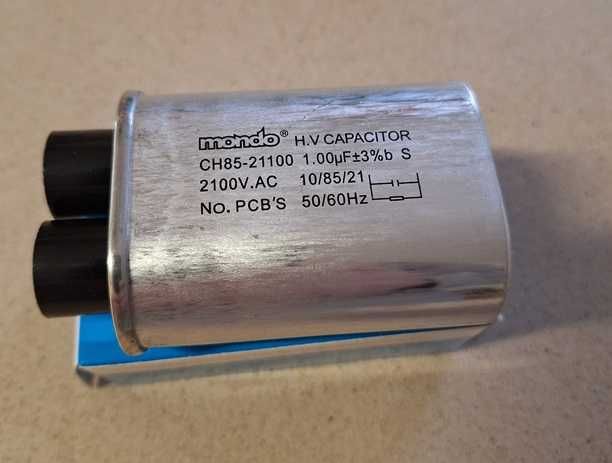 mondo® H.V CAPACITOR
CH85-21100 1.00µF±3%b S
2100V.AC 10/85/21
No. PCB'S 50/60Hz